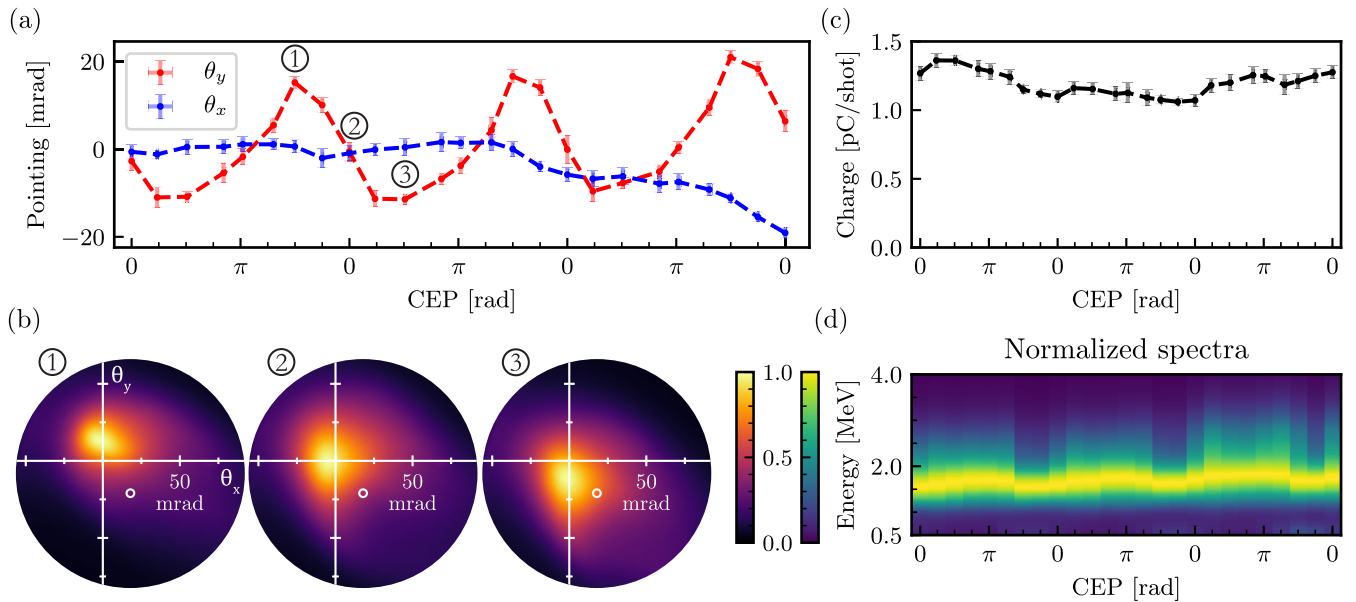 (a)
20
0
−20
Pointing [mrad]
θy
θx
①
②
③
0 π 0 π 0 π 0
CEP [rad]
(c)
1.5
1.0
0.5
0.0
Charge [pC/shot]
0 π 0 π 0 π 0
CEP [rad]
(b)
①
θy
θx
50
mrad
②
50
mrad
③
50
mrad
1.0
0.5
0.0
(d)
Normalized spectra
4.0
2.0
0.5
Energy [MeV]
0 π 0 π 0 π 0
CEP [rad]